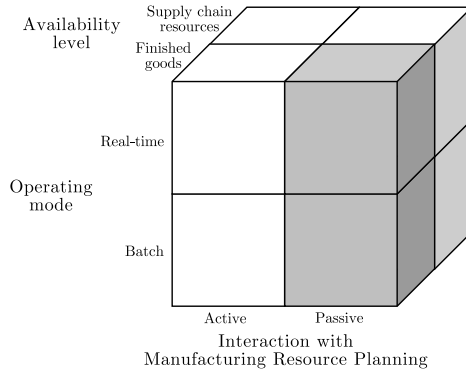 Availability
level
Supply chain
resources
Finished
goods
Real-time
Operating
mode
Batch
Active
Passive
Interaction with
Manufacturing Resource Planning